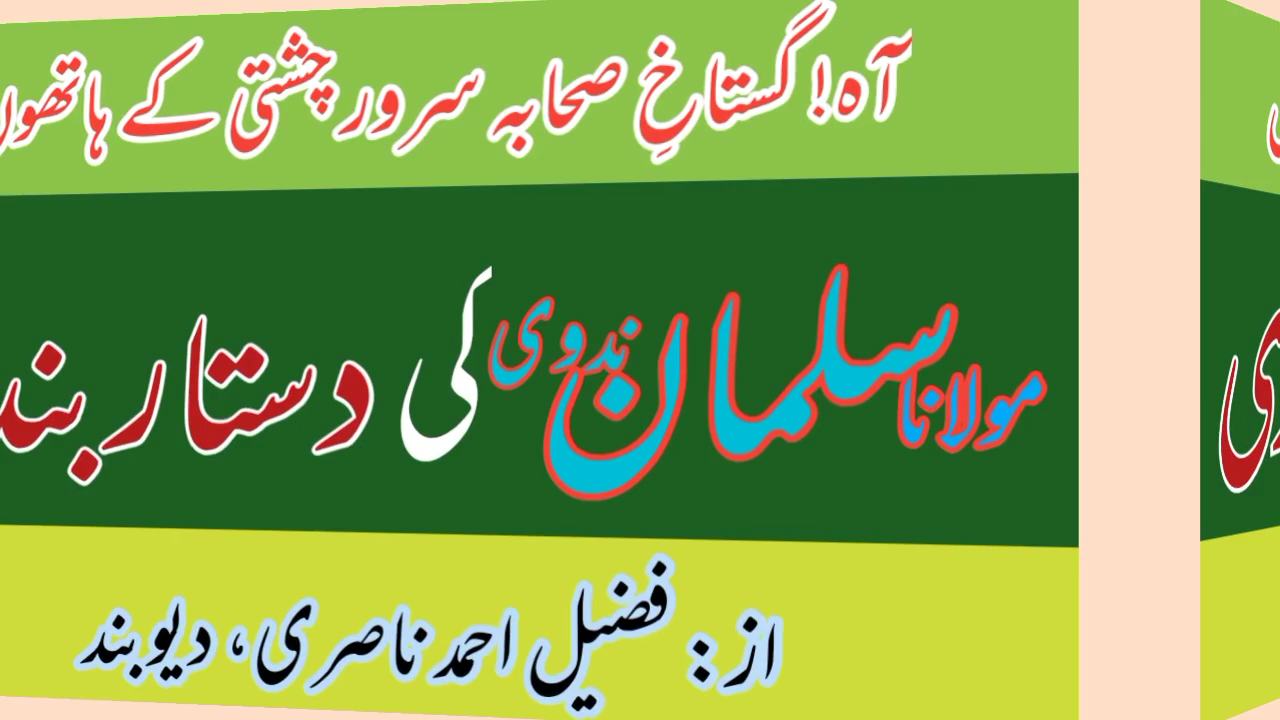 آہ! گستاخِ صحابہ سرور چشتی کے ہاتھوں
مولانا سلمان ندوی کی دستار بند
از: فضیل احمد ناصری، دیوبند